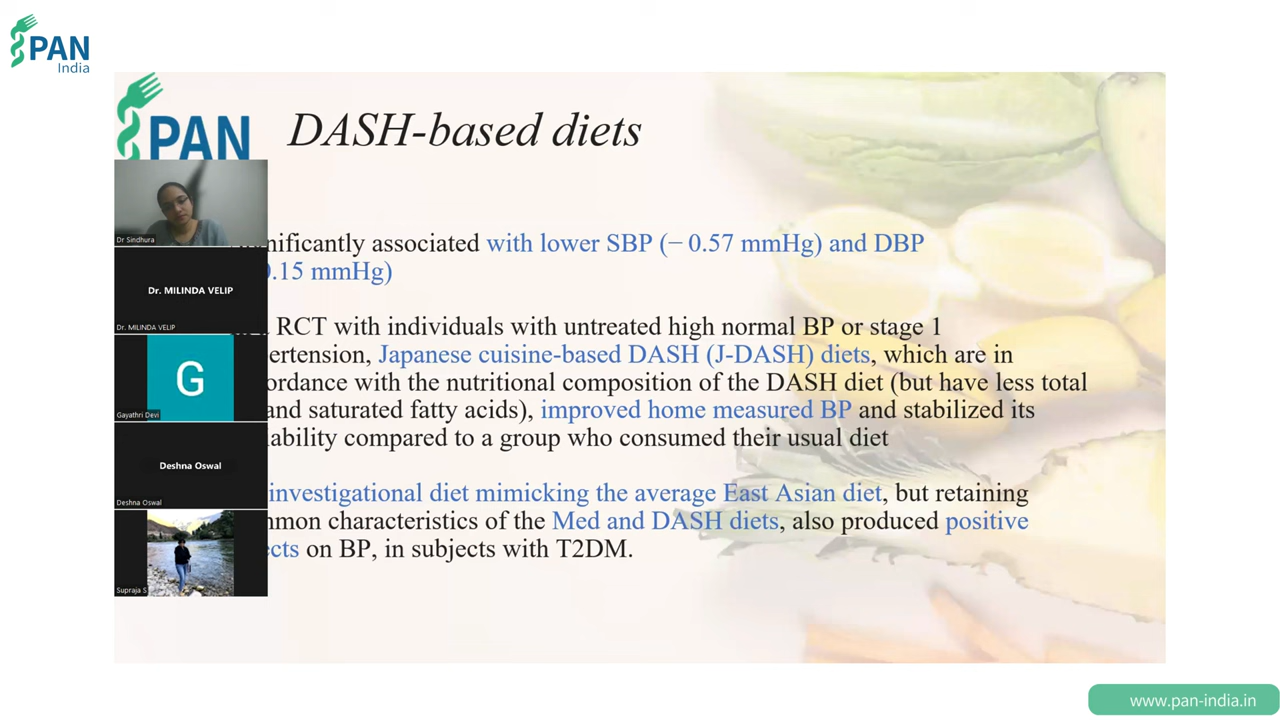 PAN
India
PAN
DASH-based diets
Dr Sindhura
Dr. MILINDA VELIP
Dr. MILINDA VELIP
G
Gayathri Devi
Deshna Oswal
Deshna Oswal
Supraja S
associated with lower SBP (− 0.57 mmHg) and DBP
.15 mmHg)
RCT with individuals with untreated high normal BP or stage 1
ertension, Japanese cuisine-based DASH (J-DASH) diets, which are in
ordance with the nutritional composition of the DASH diet (but have less total
and saturated fatty acids), improved home measured BP and stabilized its
ability compared to a group who consumed their usual diet
investigational diet mimicking the average East Asian diet, but retaining
mmon characteristics of the Med and DASH diets, also produced positive
ects on BP, in subjects with T2DM.
www.pan-india.in